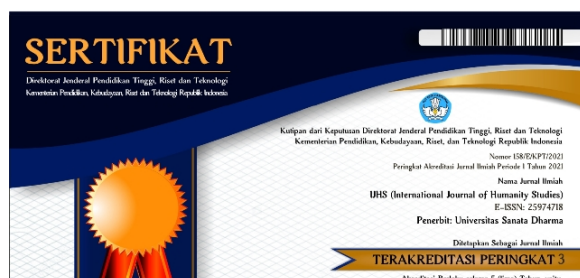 SERTIFIKAT
Direktorat Jenderal Pendidikan Tinggi, Riset dan Teknologi
Kementerian Pendidikan, Kebudayaan, Riset dan Teknologi Republik Indonesia
Kutipan dari Keputusan Direktorat Jenderal Pendidikan Tinggi, Riset dan Teknologi
Kementerian Pendidikan, Kebudayaan, Riset, dan Teknologi Republik Indonesia
Nomor 158/E/KPT/2021
Peringkat Akreditasi Jurnal Ilmiah Periode 1 Tahun 2021
Nama Jurnal Ilmiah
IJHS (International Journal of Humanity Studies)
E-ISSN: 25974718
Penerbit: Universitas Sanata Dharma
Ditetapkan Sebagai Jurnal Ilmiah
TERAKREDITASI PERINGKAT 3